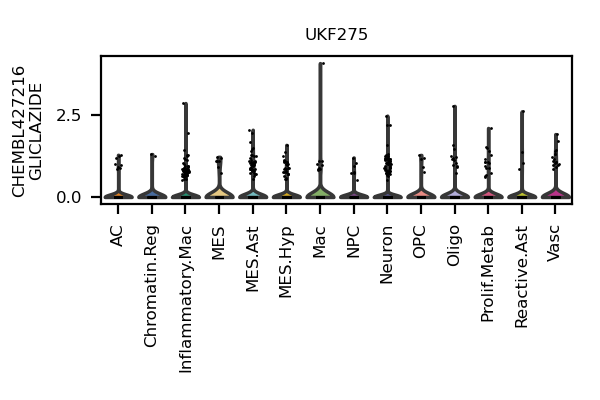 UKF275
CHEMBL427216
GLICLAZIDE
2.5
0.0
AC
Chromatin.Reg
Inflammatory.Mac
MES
MES.Ast
MES.Hyp
Mac
NPC
Neuron
OPC
Oligo
Prolif.Metab
Reactive.Ast
Vasc